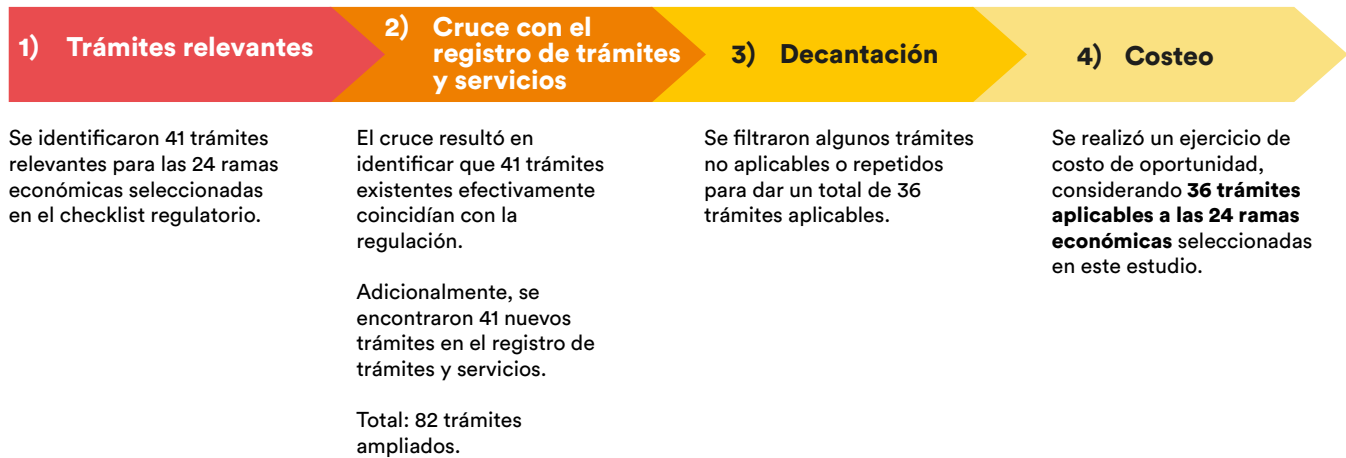 1) Trámites relevantes
2) Cruce con el
registro de trámites
y servicios
3) Decantación
4) Costeo
Se identificaron 41 trámites
relevantes para las 24 ramas
económicas seleccionadas
en el checklist regulatorio.
El cruce resultó en
identificar que 41 trámites
existentes efectivamente
coincidían con la
regulación.
Adicionalmente, se
encontraron 41 nuevos
trámites en el registro de
trámites y servicios.
Total: 82 trámites
ampliados.
Se filtraron algunos trámites
no aplicables o repetidos
para dar un total de 36
trámites aplicables.
Se realizó un ejercicio de
costo de oportunidad,
considerando 36 trámites
aplicables a las 24 ramas
económicas seleccionadas
en este estudio.